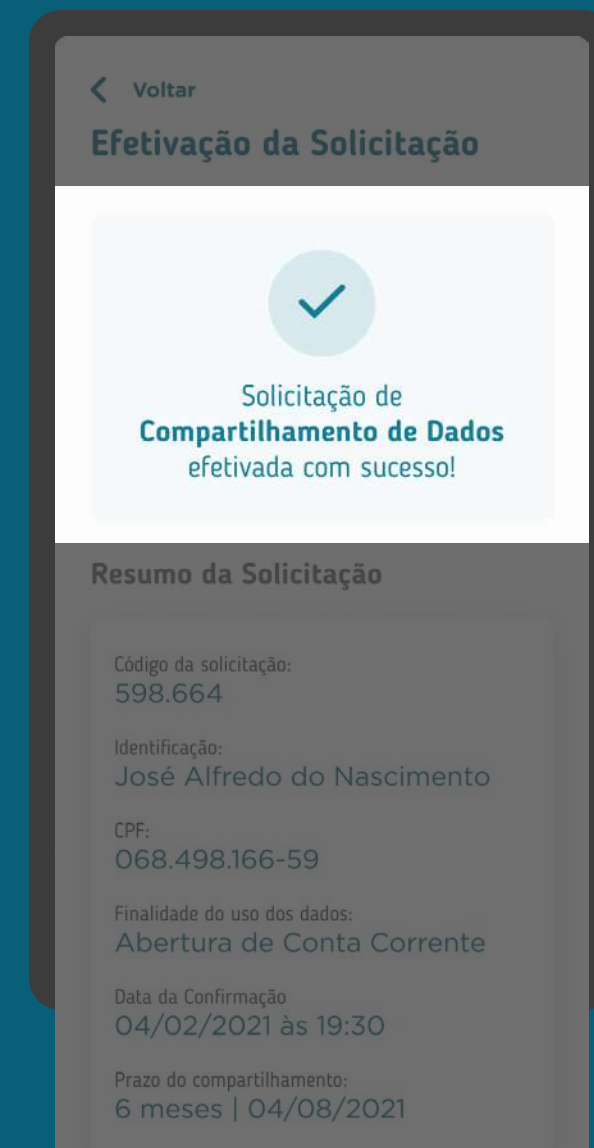 Voltar
Efetivação da Solicitação
Solicitação de
Compartilhamento de Dados
efetivada com sucesso!
Resumo da Solicitação
Código da solicitação:
598.664
Identificação:
José Alfredo do Nascimento
CPF:
068.498.166-59
Finalidade do uso dos dados:
Abertura de Conta Corrente
Data da Confirmação
04/02/2021 às 19:30
Prazo do compartilhamento:
6 meses | 04/08/2021